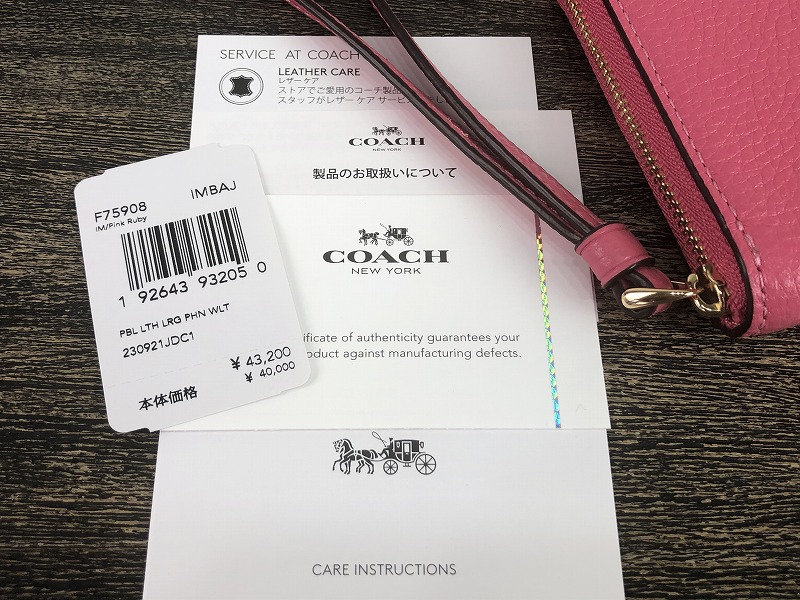 SERVICE AT COACH
LEATHER CARE
レザー ケア
ストアでご愛用のコーチ製品
スタッフがレザー ケア サービ
COACH
NEW YORK
製品のお取扱いについて
COACH
NEW YORK
ificate of authenticity guarantees your
oduct against manufacturing defects.
CARE INSTRUCTIONS
F75908 IMBAJ
IM/Pink Ruby
1 92643 93205 0
PBL LTH LRG PHN WLT
230921JDC1
¥ 43,200
¥ 40,000
本体価格